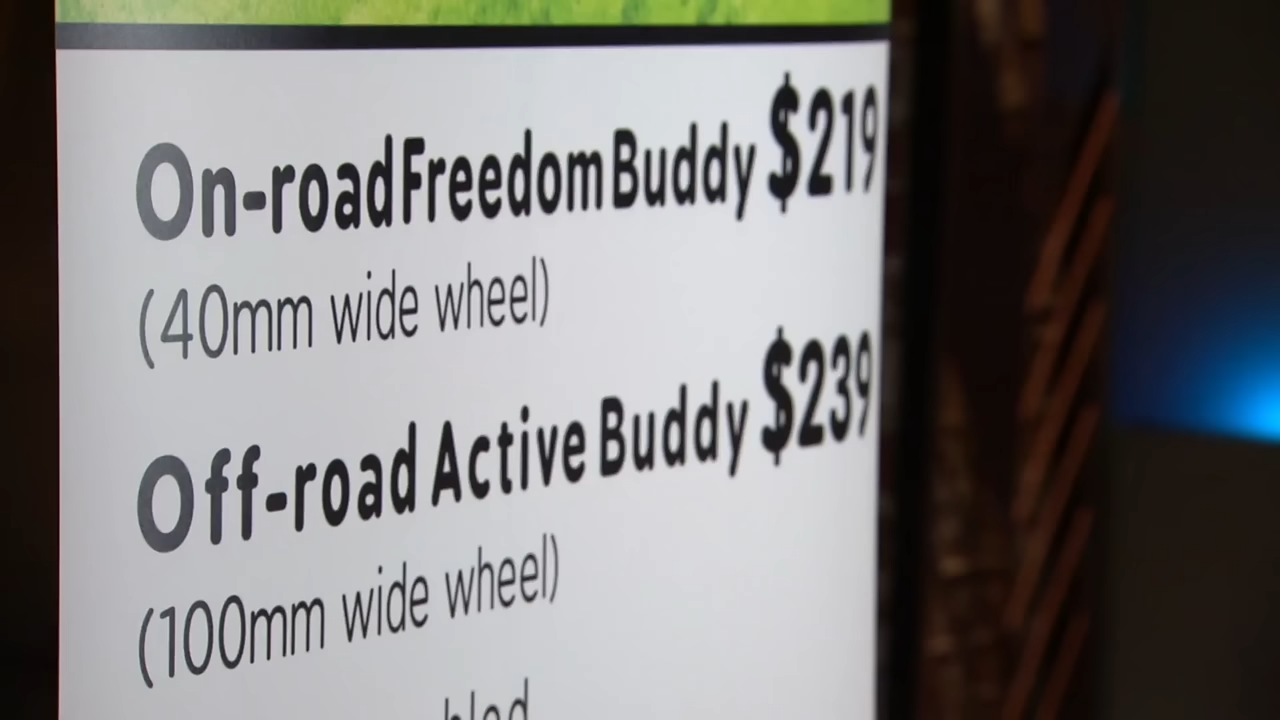 On-road Freedom Buddy $219
(40mm wide wheel)
Off-road Active Buddy $239
(100mm wide wheel)